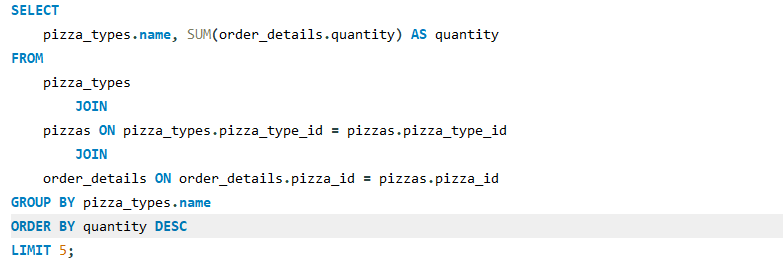 SELECT
    pizza_types.name, SUM(order_details.quantity) AS quantity
FROM
    pizza_types
        JOIN
    pizzas ON pizza_types.pizza_type_id = pizzas.pizza_type_id
        JOIN
    order_details ON order_details.pizza_id = pizzas.pizza_id
GROUP BY pizza_types.name
ORDER BY quantity DESC
LIMIT 5;